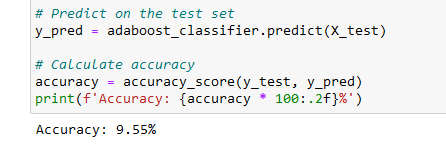 # Predict on the test set
y_pred = adaboost_classifier.predict(X_test)
# Calculate accuracy
accuracy = accuracy_score(y_test, y_pred)
print(f'Accuracy: {accuracy * 100:.2f}%')
Accuracy: 9.55%